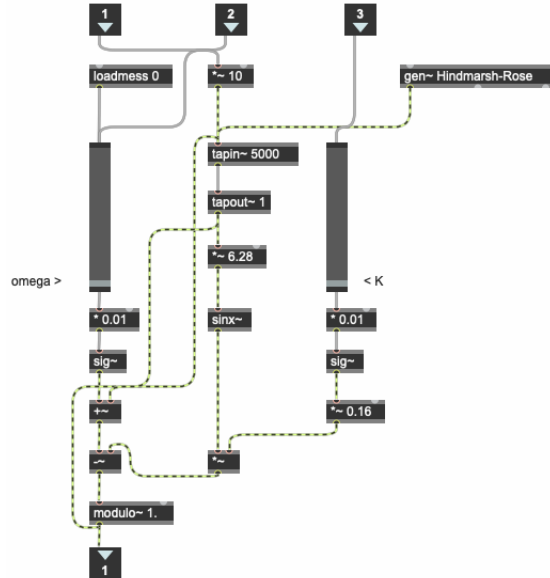 1 2 3
loadmess 0 *~ 10 gen~ Hindmarsh-Rose
tapin~ 5000
tapout~ 1
*~ 6.28
omega > < K
* 0.01 sinx~ * 0.01
sig~ sig~
+~ *~ 0.16
-~ *~
modulo~ 1.
1